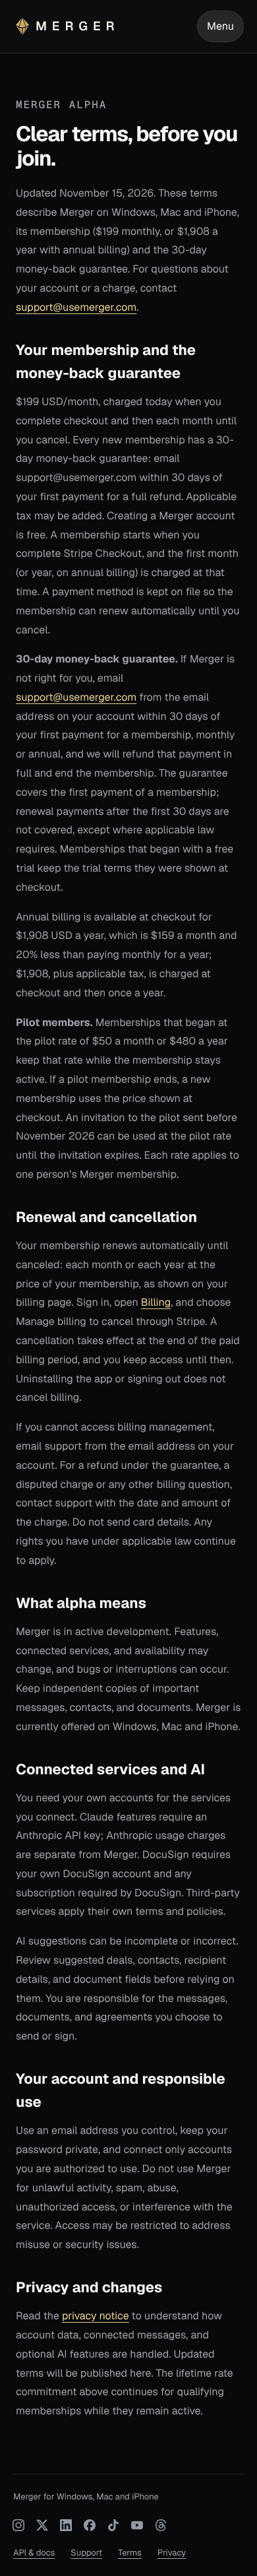 MERGER
Menu
MERGER ALPHA
Clear terms, before you
join.
Updated November 15, 2026. These terms
describe Merger on Windows, Mac and iPhone,
its membership ($199 monthly, or $1,908 a
year with annual billing) and the 30-day
money-back guarantee. For questions about
your account or a charge, contact
support@usemerger.com.
Your membership and the
money-back guarantee
$199 USD/month, charged today when you
complete checkout and then each month until
you cancel. Every new membership has a 30-
day money-back guarantee: email
support@usemerger.com within 30 days of
your first payment for a full refund. Applicable
tax may be added. Creating a Merger account
is free. A membership starts when you
complete Stripe Checkout, and the first month
(or year, on annual billing) is charged at that
time. A payment method is kept on file so the
membership can renew automatically until you
cancel.
30-day money-back guarantee. If Merger is
not right for you, email
support@usemerger.com from the email
address on your account within 30 days of
your first payment for a membership, monthly
or annual, and we will refund that payment in
full and end the membership. The guarantee
covers the first payment of a membership;
renewal payments after the first 30 days are
not covered, except where applicable law
requires. Memberships that began with a free
trial keep the trial terms they were shown at
checkout.
Annual billing is available at checkout for
$1,908 USD a year, which is $159 a month and
20% less than paying monthly for a year;
$1,908, plus applicable tax, is charged at
checkout and then once a year.
Pilot members. Memberships that began at
the pilot rate of $50 a month or $480 a year
keep that rate while the membership stays
active. If a pilot membership ends, a new
membership uses the price shown at
checkout. An invitation to the pilot sent before
November 2026 can be used at the pilot rate
until the invitation expires. Each rate applies to
one person's Merger membership.
Renewal and cancellation
Your membership renews automatically until
canceled: each month or each year at the
price of your membership, as shown on your
billing page. Sign in, open Billing, and choose
Manage billing to cancel through Stripe. A
cancellation takes effect at the end of the paid
billing period, and you keep access until then.
Uninstalling the app or signing out does not
cancel billing.
If you cannot access billing management,
email support from the email address on your
account. For a refund under the guarantee, a
disputed charge or any other billing question,
contact support with the date and amount of
the charge. Do not send card details. Any
rights you have under applicable law continue
to apply.
What alpha means
Merger is in active development. Features,
connected services, and availability may
change, and bugs or interruptions can occur.
Keep independent copies of important
messages, contacts, and documents. Merger is
currently offered on Windows, Mac and iPhone.
Connected services and AI
You need your own accounts for the services
you connect. Claude features require an
Anthropic API key; Anthropic usage charges
are separate from Merger. DocuSign requires
your own DocuSign account and any
subscription required by DocuSign. Third-party
services apply their own terms and policies.
AI suggestions can be incomplete or incorrect.
Review suggested deals, contacts, recipient
details, and document fields before relying on
them. You are responsible for the messages,
documents, and agreements you choose to
send or sign.
Your account and responsible
use
Use an email address you control, keep your
password private, and connect only accounts
you are authorized to use. Do not use Merger
for unlawful activity, spam, abuse,
unauthorized access, or interference with the
service. Access may be restricted to address
misuse or security issues.
Privacy and changes
Read the privacy notice to understand how
account data, connected messages, and
optional AI features are handled. Updated
terms will be published here. The lifetime rate
commitment above continues for qualifying
memberships while they remain active.
Merger for Windows, Mac and iPhone
API & docs Support Terms Privacy